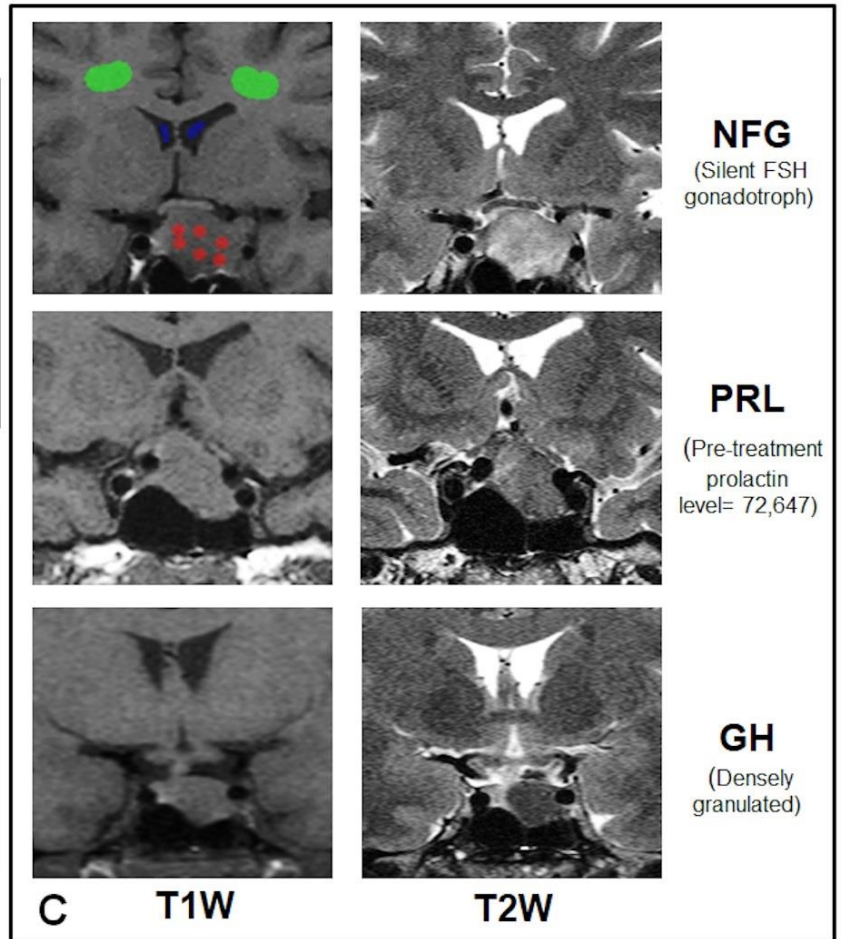 NFG
(Silent FSH
gonadotroph)
PRL
(Pre-treatment
prolactin
level= 72,647)
GH
(Densely
granulated)
C
T1W
T2W